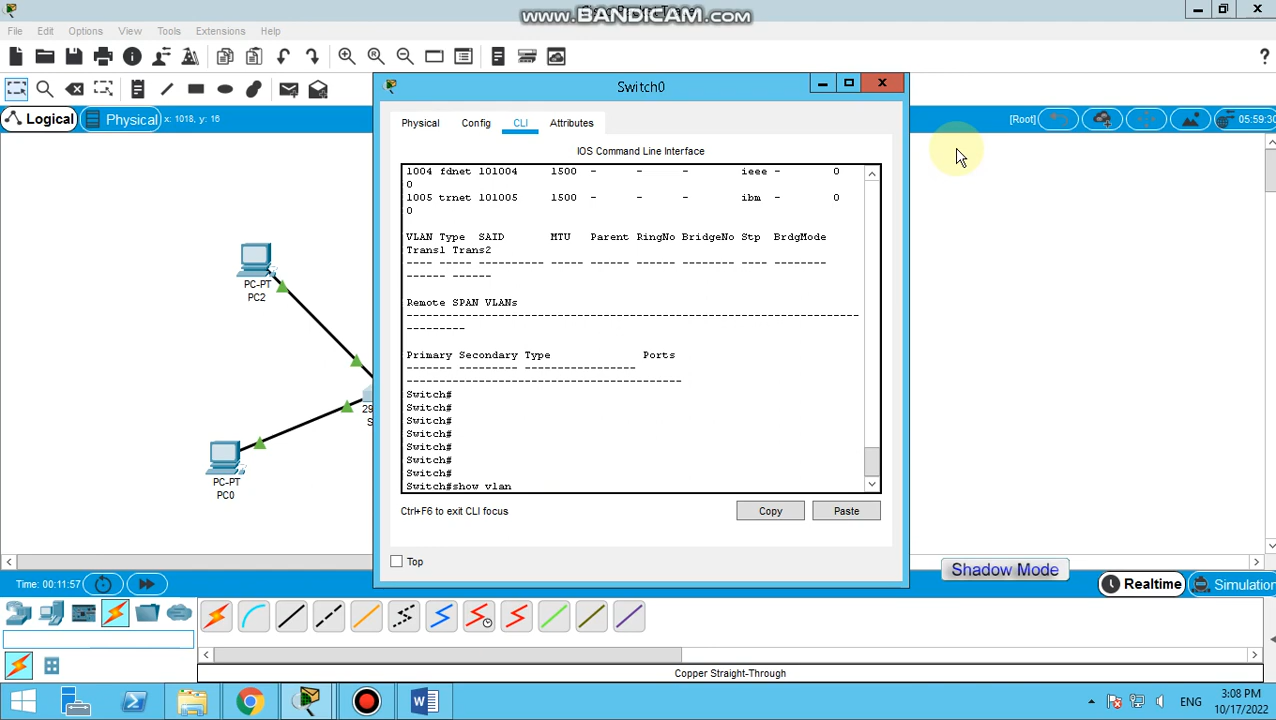 www.BANDICAM.com
File Edit Options View Tools Extensions Help
?
Switch0
Logical
Physical
x: 1018, y: 16
[Root]
05:59:30
Physical Config CLI Attributes
IOS Command Line Interface
1004 fdnet 101004 1500 - - - ieee - 0
0
1005 trnet 101005 1500 - - - ibm - 0
0
VLAN Type SAID MTU Parent RingNo BridgeNo Stp BrdgMode
Trans1 Trans2
---- ----- ---------- ----- ------ ------ -------- ---- --------
------ ------
Remote SPAN VLANs
-------------------------------------------------------------------
---------
Primary Secondary Type Ports
------- --------- -----------------
------------------------------------------
Switch#
Switch#
Switch#
Switch#
Switch#
Switch#
Switch#
Switch#show vlan
Ctrl+F6 to exit CLI focus
Copy
Paste
Top
PC-PT
PC2
PC-PT
PC0
29
S
Time: 00:11:57
Shadow Mode
Realtime
Simulation
Copper Straight-Through
ENG
3:08 PM
10/17/2022